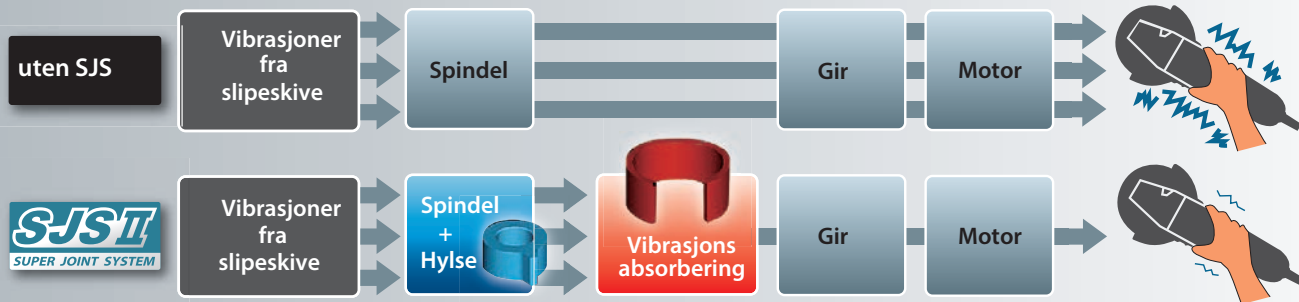 uten SJS
Vibrasjoner
fra
slipeskive
Spindel
Gir
Motor
SJS II
SUPER JOINT SYSTEM
Vibrasjoner
fra
slipeskive
Spindel
+
Hylse
Vibrasjons
absorbering
Gir
Motor